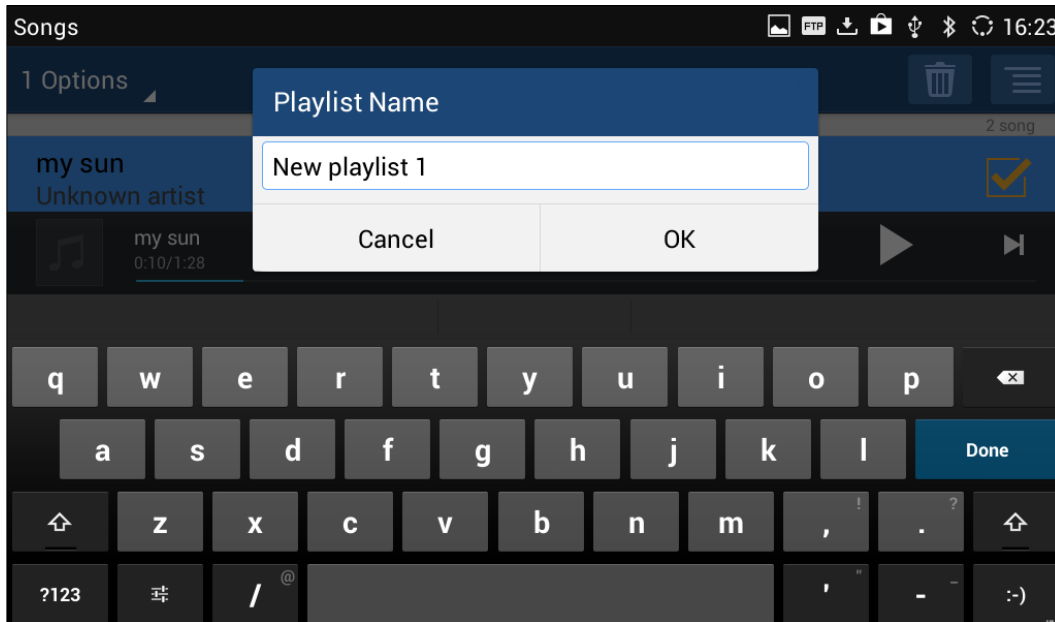 Songs
FTP
16:23
1 Options
Playlist Name
2 song
New playlist 1
my sun
Unknown artist
Cancel
OK
my sun
0:10/1:28
q w e r t y u i o p
a s d f g h j k l Done
z x c v b n m , ! . ?
?123 / @ ' " - _ :-)